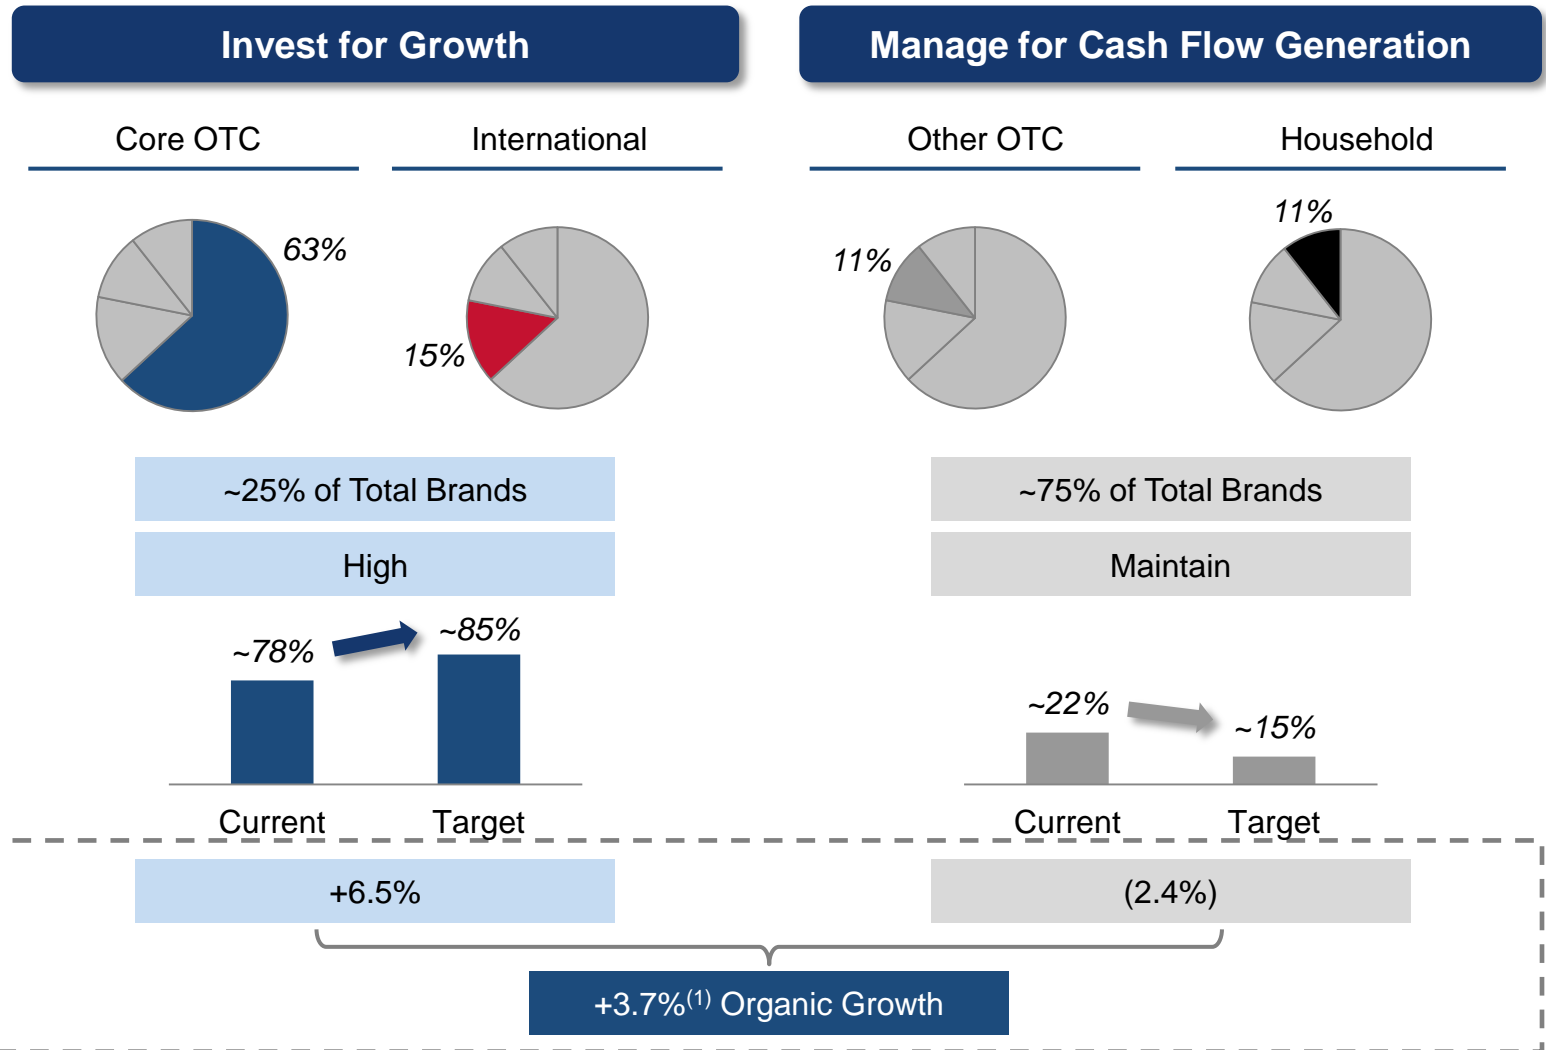 Invest for Growth
Manage for Cash Flow Generation
Core OTC
International
Other OTC
Household
63%
15%
11%
11%
~25% of Total Brands
~75% of Total Brands
High
Maintain
~78%
~85%
~22%
~15%
Current
Target
Current
Target
+6.5%
(2.4%)
+3.7%(1) Organic Growth